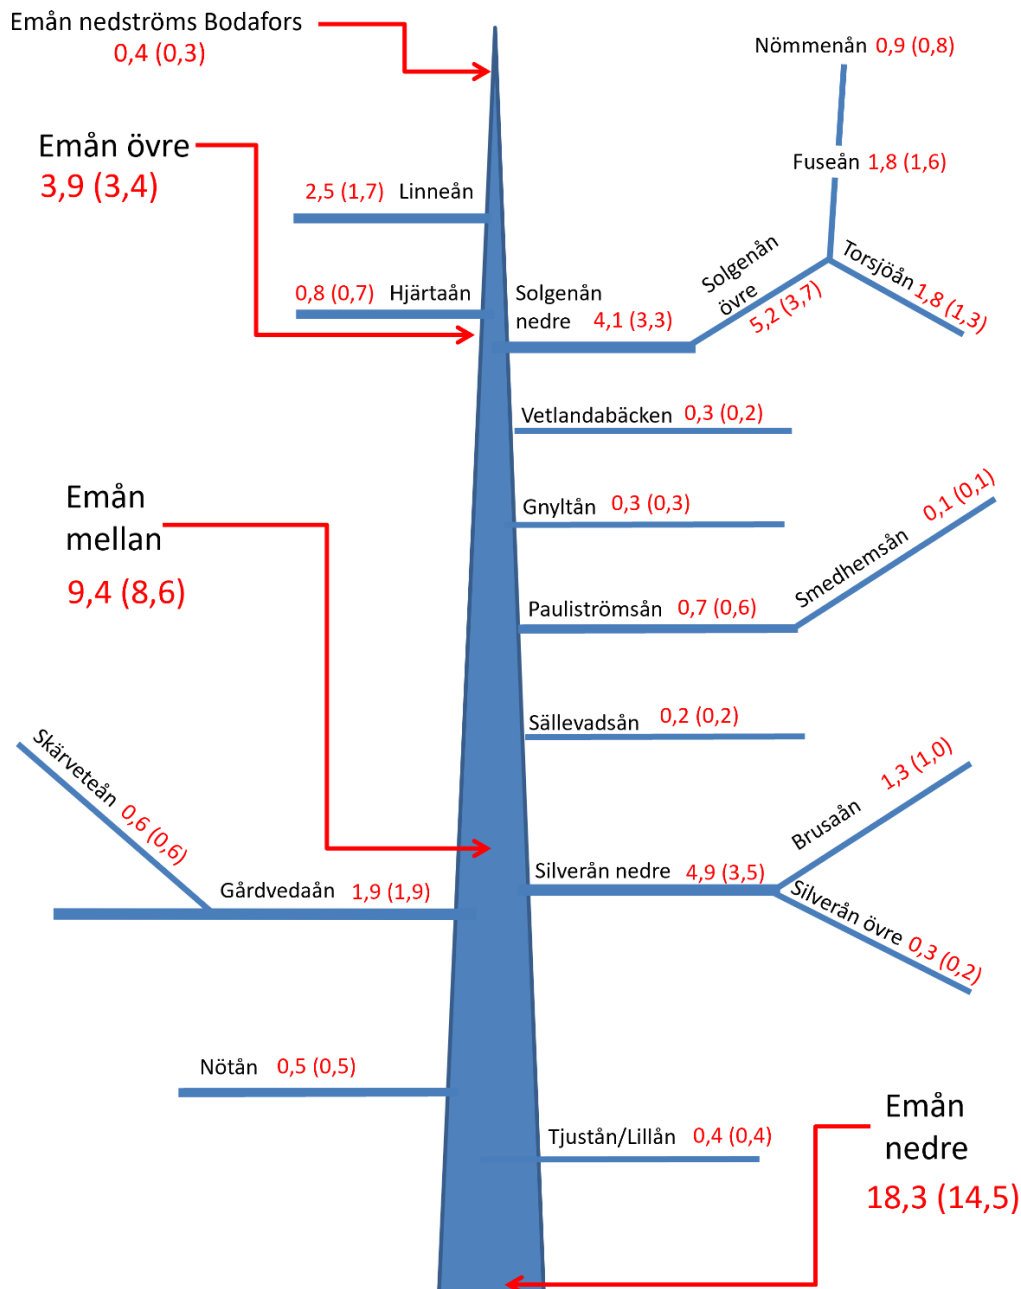 Emån nedströms Bodafors
0,4 (0,3)
Nömmenån 0,9 (0,8)
Emån övre
3,9 (3,4)
Fuseån 1,8 (1,6)
2,5 (1,7) Linneån
Solgenån
övre
5,2 (3,7)
Torsjöån
1,8 (1,3)
0,8 (0,7) Hjärtaån
Solgenån
nedre 4,1 (3,3)
Vetlandabäcken 0,3 (0,2)
Emån
mellan
9,4 (8,6)
Gnyltån 0,3 (0,3)
Smedhemsån 0,1 (0,1)
Pauliströmsån 0,7 (0,6)
Sällevadsån 0,2 (0,2)
Skärveteån 0,6 (0,6)
Brusaån 1,3 (1,0)
Silverån nedre 4,9 (3,5)
Silverån övre 0,3 (0,2)
Gårdvedaån 1,9 (1,9)
Nötån 0,5 (0,5)
Tjustån/Lillån 0,4 (0,4)
Emån
nedre
18,3 (14,5)